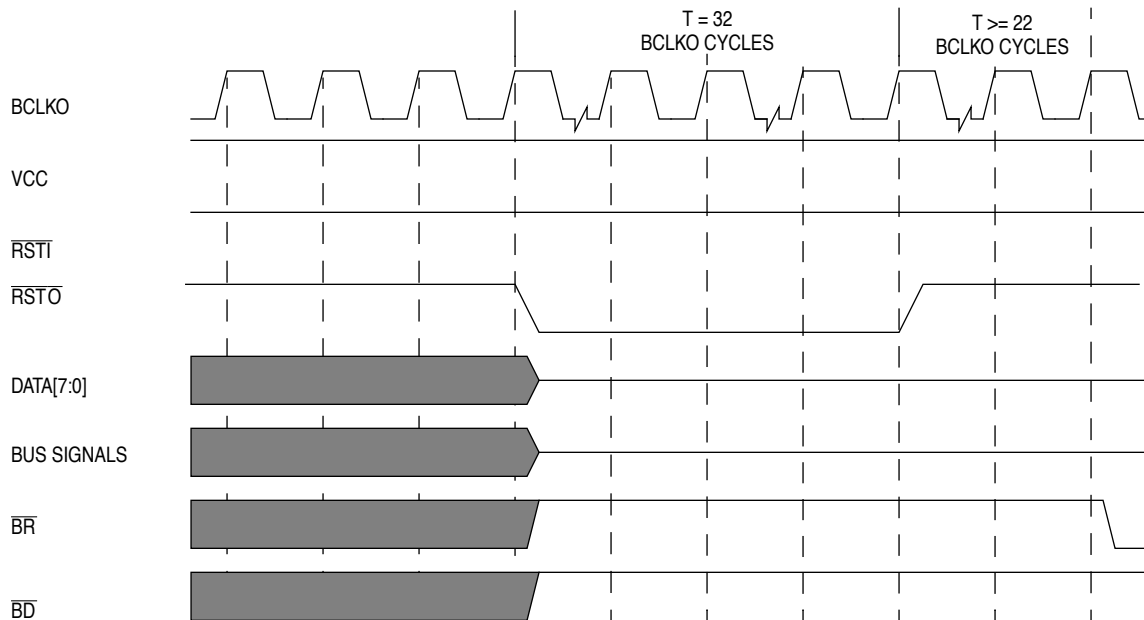 T = 32
BCLKO CYCLES
T >= 22
BCLKO CYCLES
BCLKO
VCC
RSTI
RSTO
DATA[7:0]
BUS SIGNALS
BR
BD